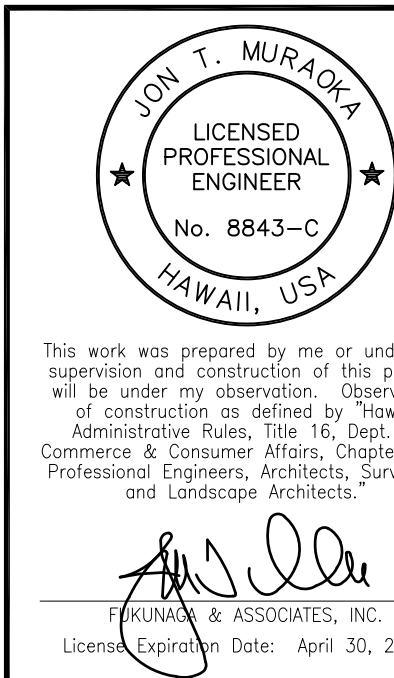 JON T. MURAOKA
LICENSED
PROFESSIONAL
ENGINEER
No. 8843-C
HAWAII, USA
This work was prepared by me or und
supervision and construction of this p
will be under my observation. Observ
of construction as defined by "Haw
Administrative Rules, Title 16, Dept.
Commerce & Consumer Affairs, Chapte
Professional Engineers, Architects, Surv
and Landscape Architects."
FUKUNAGA & ASSOCIATES, INC.
License Expiration Date: April 30, 2